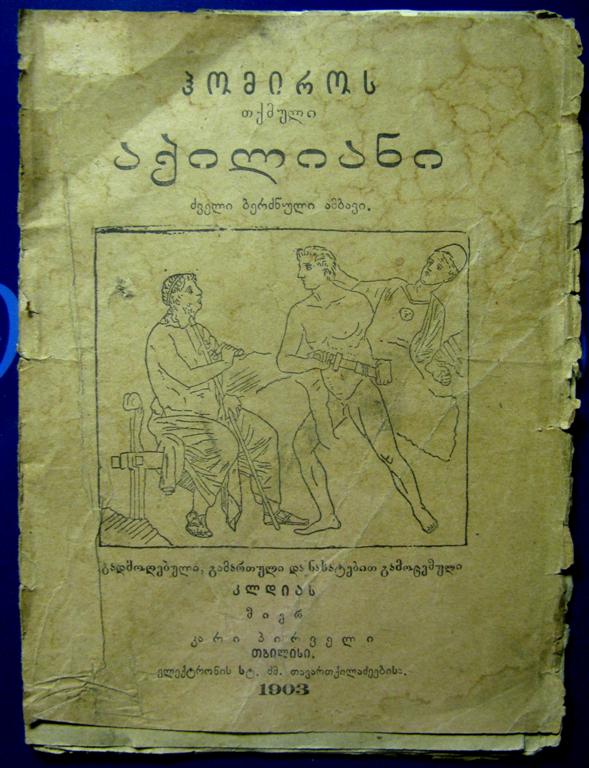 ჰომიროს
თქმული
აქილიანი
ძველი ბერძნული ამბავი.
გადმოღებული, გამართული და ნახატებით გამოცემული
კლდიას
მიერ
კარი პირველი
თბილისი.
ელექტრონის სტ. ძმ. თავართქილაძეებისა.
1903